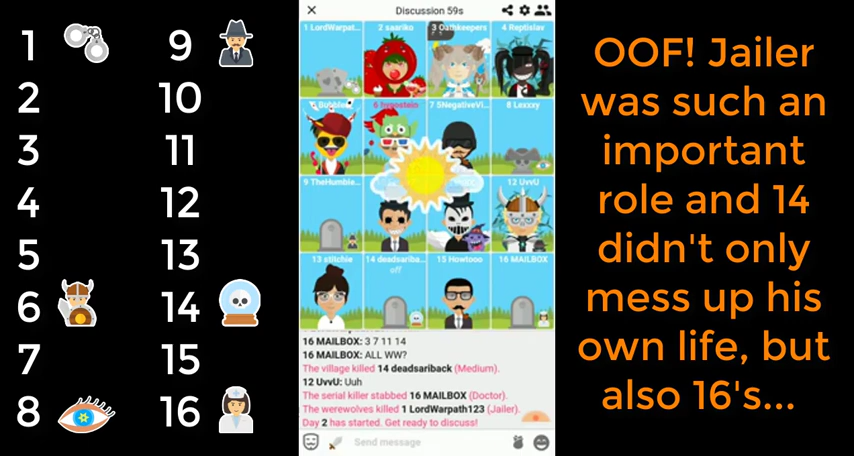 1
2
3
4
5
6
7
8
9
10
11
12
13
14
15
16
Discussion 59s
1 LordWarpat...
2 saariko
3 Oathkeepers
4 Reptislav
5 Bubble
7 5NegativeVi...
8 Lexxxy
9 TheHumble...
12 UvvU
13 stitchie
14 deadsariba...
off
15 Howtooo
16 MAILBOX
16 MAILBOX: 3 7 11 14
16 MAILBOX: ALL WW?
The village killed 14 deadsariback (Medium).
12 UvvU: Uuh
The serial killer stabbed 16 MAILBOX (Doctor).
The werewolves killed 1 LordWarpath123 (Jailer).
Day 2 has started. Get ready to discuss!
Send message
OOF! Jailer
was such an
important
role and 14
didn't only
mess up his
own life, but
also 16's...